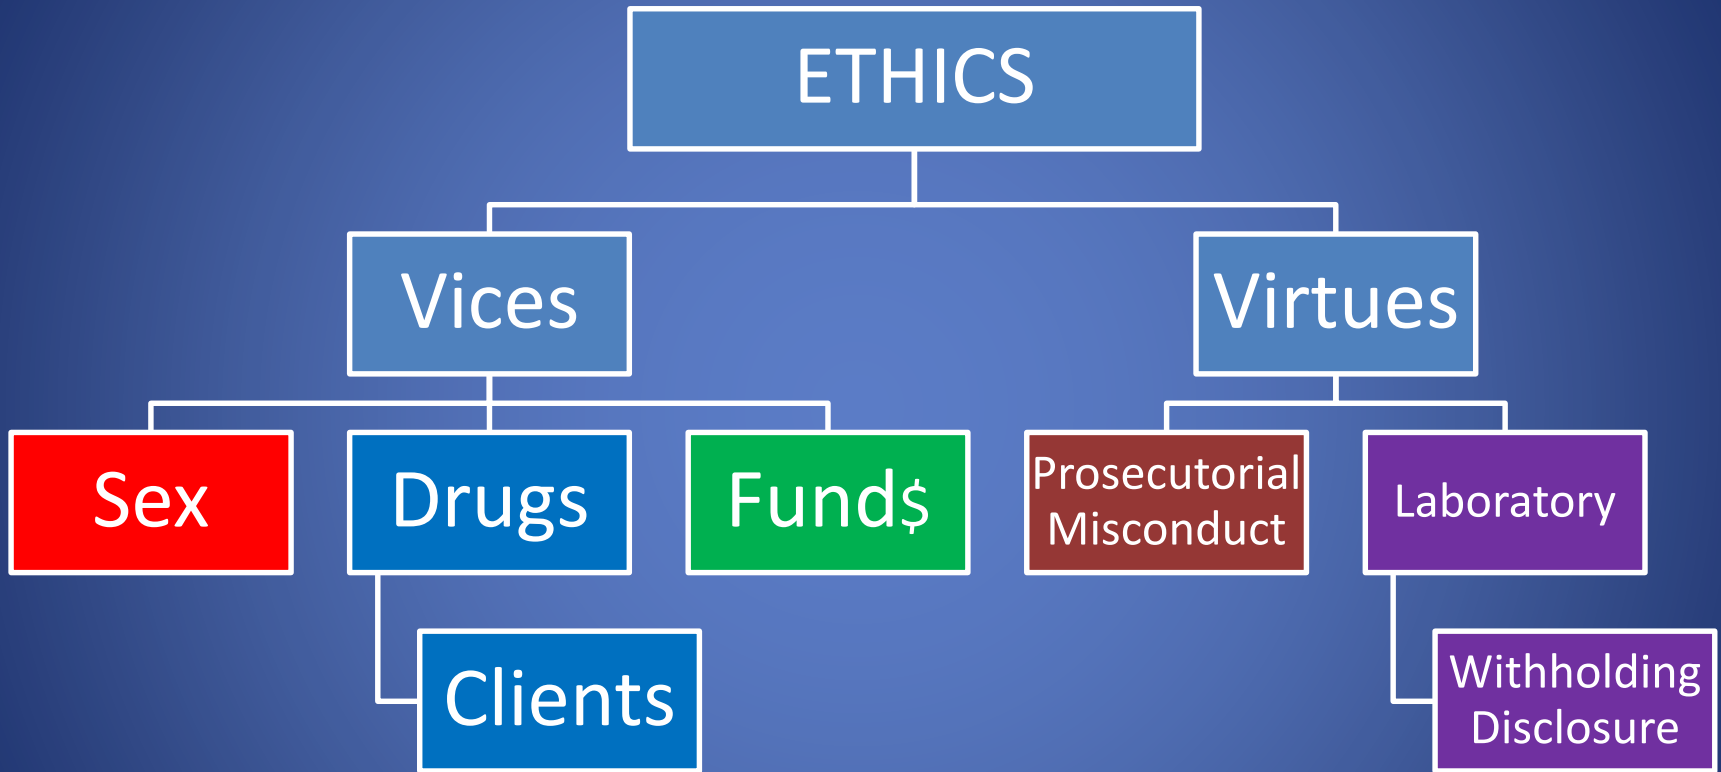 ETHICS
Vices
Virtues
Sex
Drugs
Fund$
Prosecutorial
Misconduct
Laboratory
Clients
Withholding
Disclosure